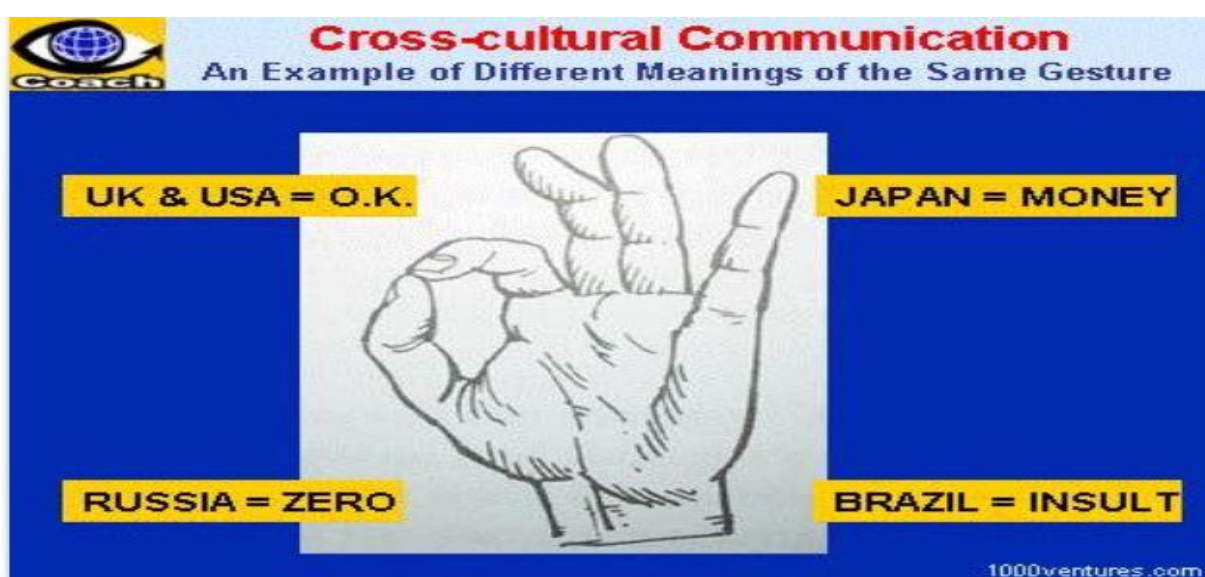 Coach
Cross-cultural Communication
An Example of Different Meanings of the Same Gesture
UK & USA = O.K.
JAPAN = MONEY
RUSSIA = ZERO
BRAZIL = INSULT
1000ventures.com